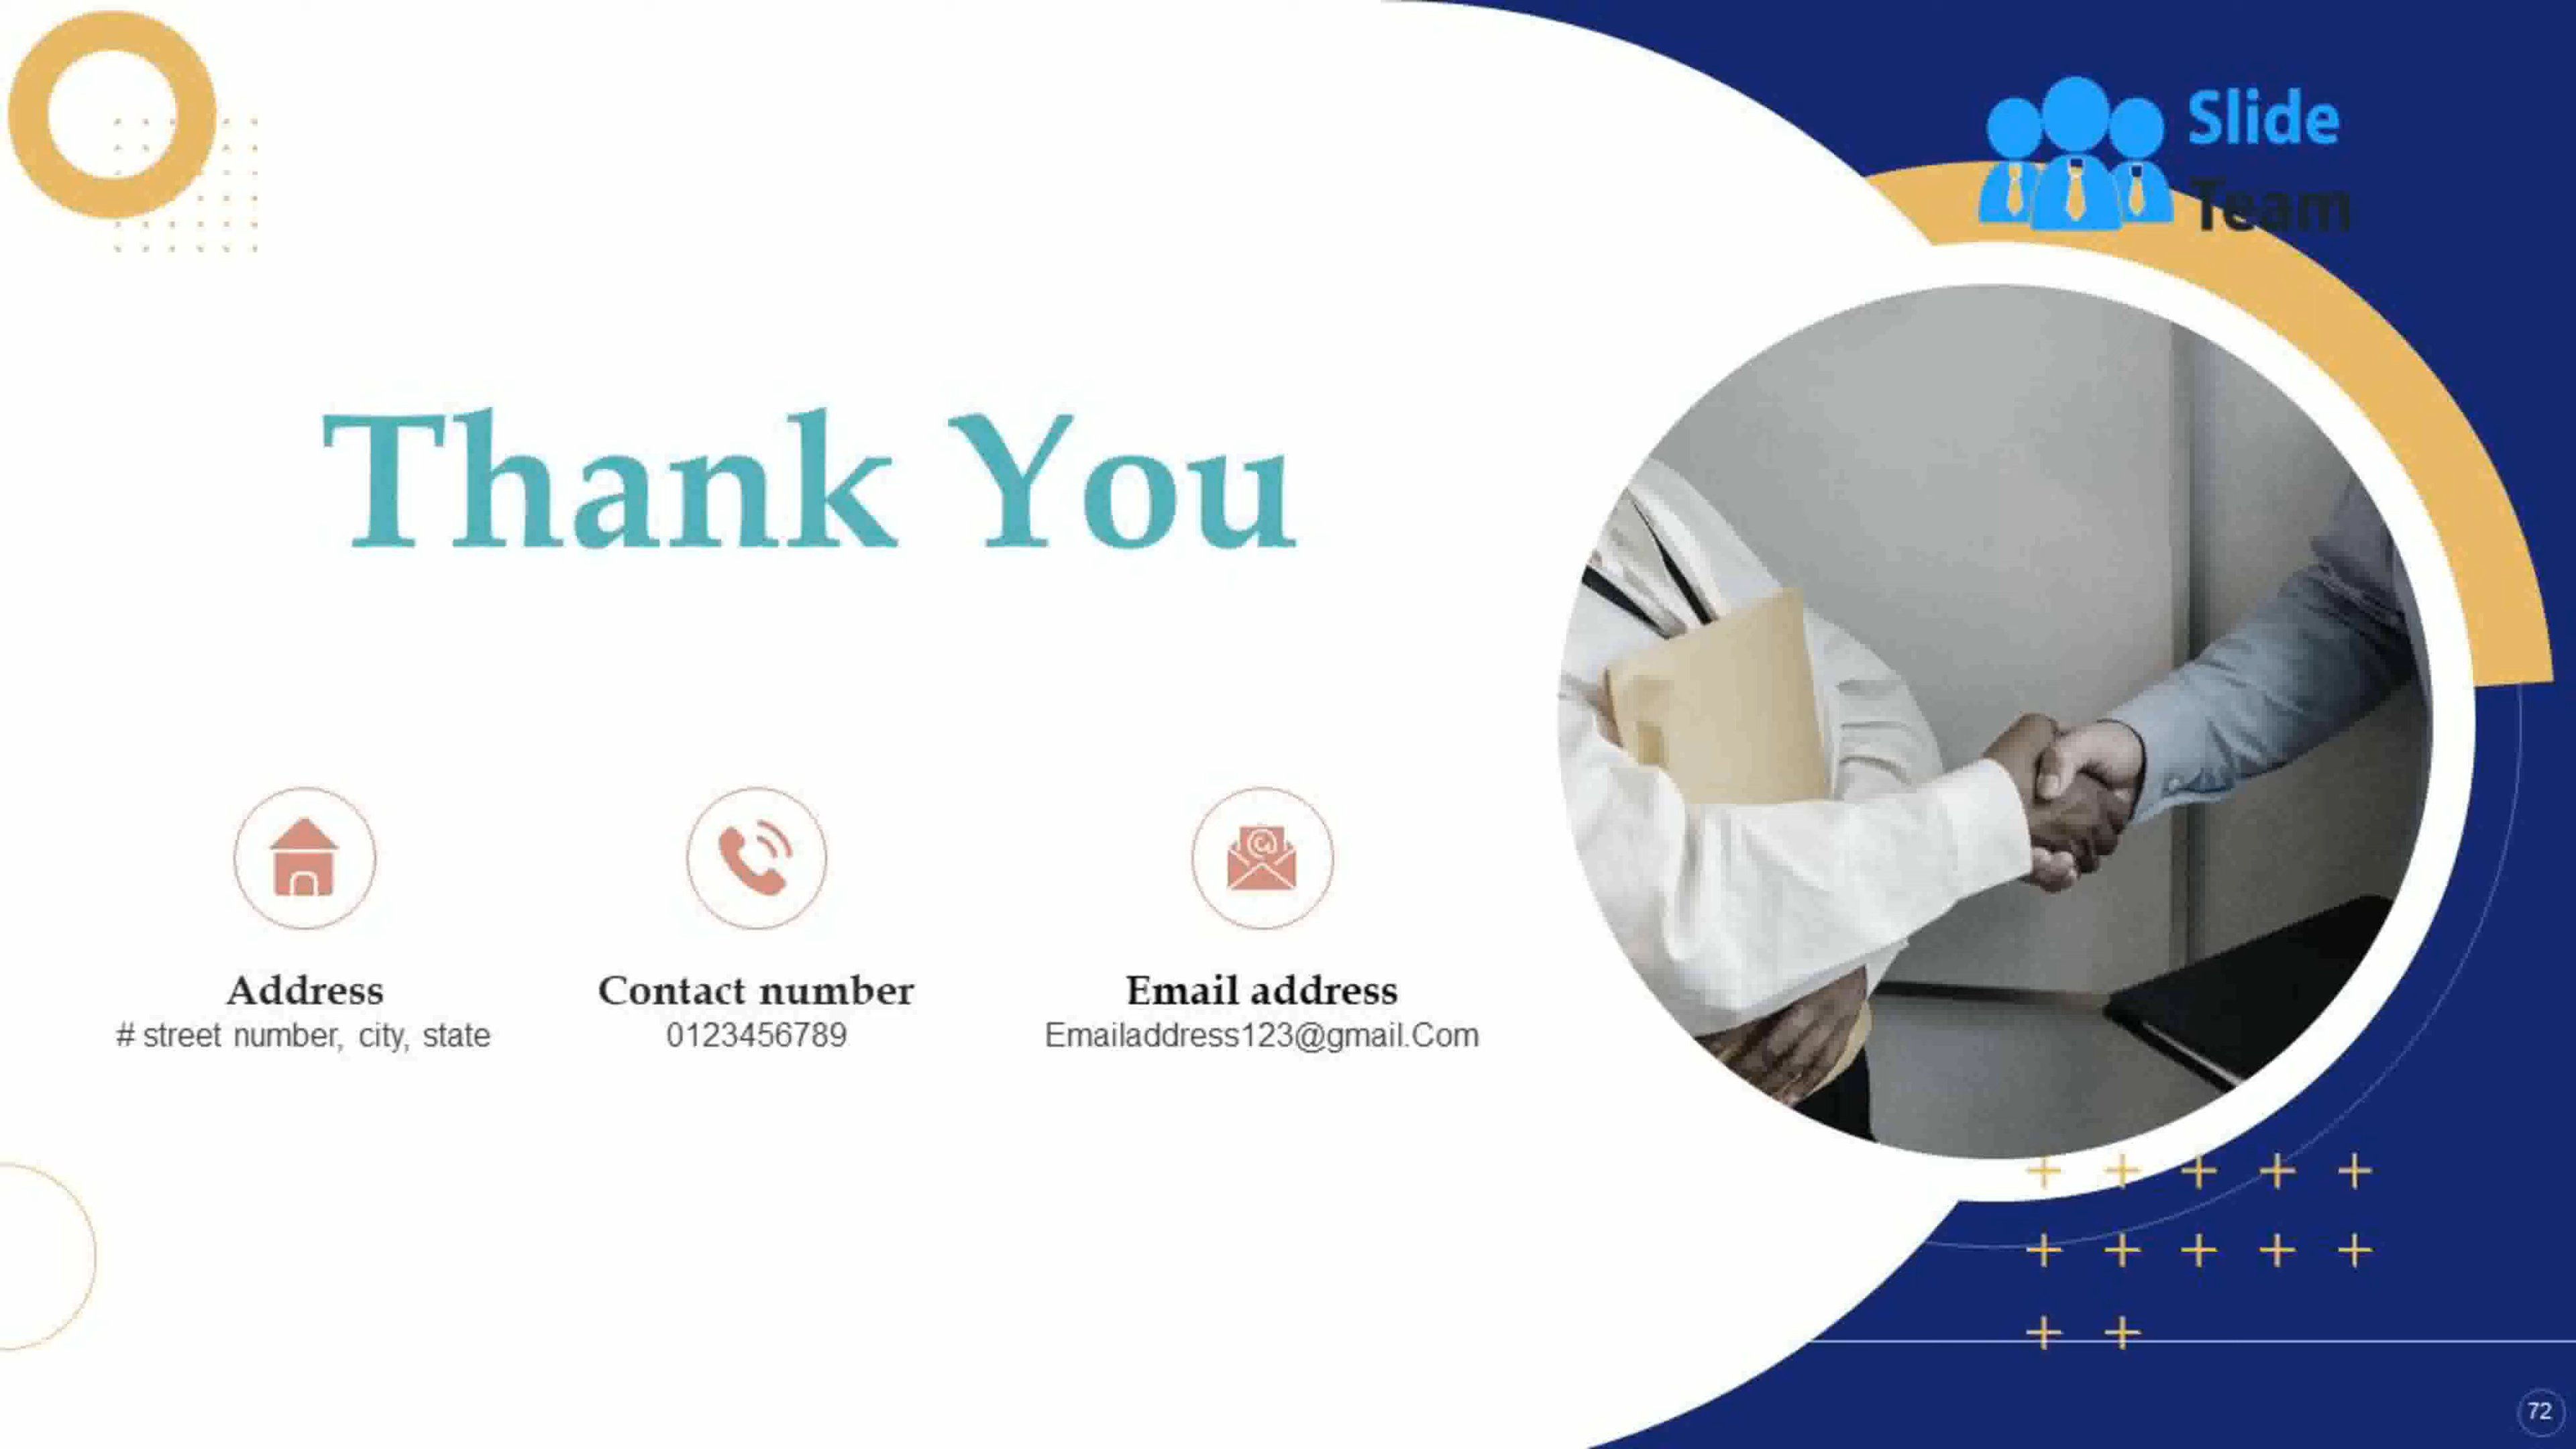 Slide
Team
Thank You
Address
# street number, city, state
Contact number
0123456789
Email address
Emailaddress123@gmail.Com
72